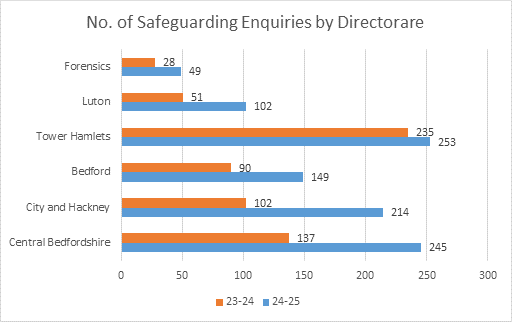 No. of Safeguarding Enquiries by Directorare
Forensics 28 49
Luton 51 102
Tower Hamlets 235 253
Bedford 90 149
City and Hackney 102 214
Central Bedfordshire 137 245
0 50 100 150 200 250 300
23-24 24-25